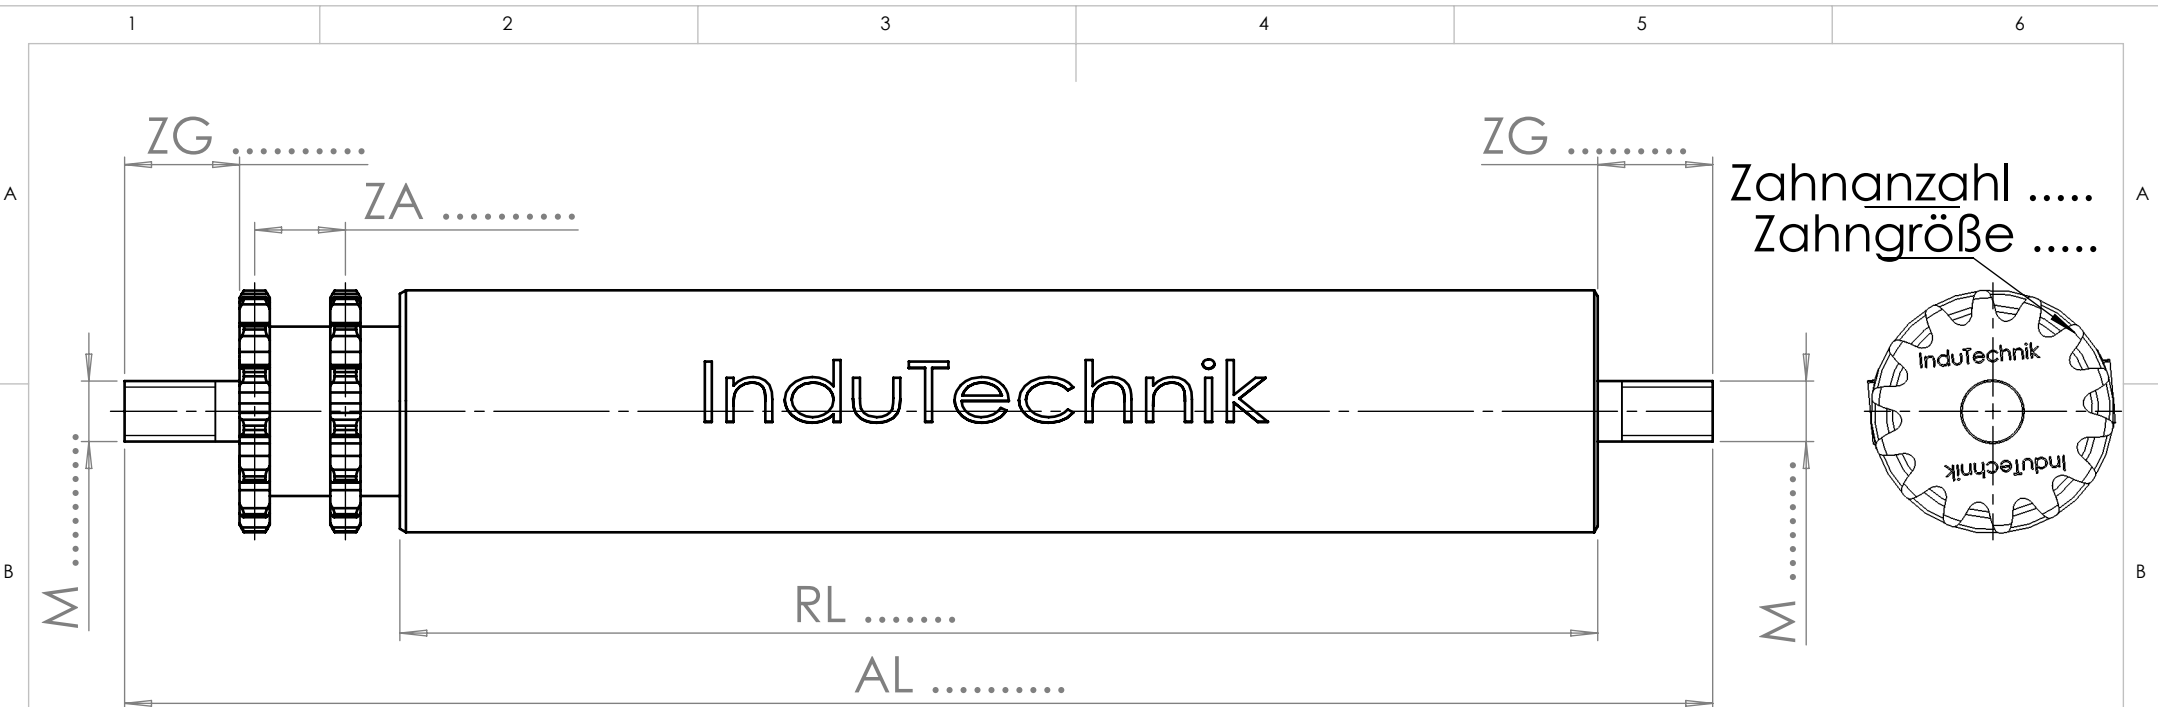 1 2 3 4 5 6
ZG ..........
ZG .........
ZA ..........
A
A
Zahnanzahl .....
Zahngröße .....
InduTechnik
InduTechnik
InduTechnik
M ..........
M ..........
B
B
RL .......
AL ..........